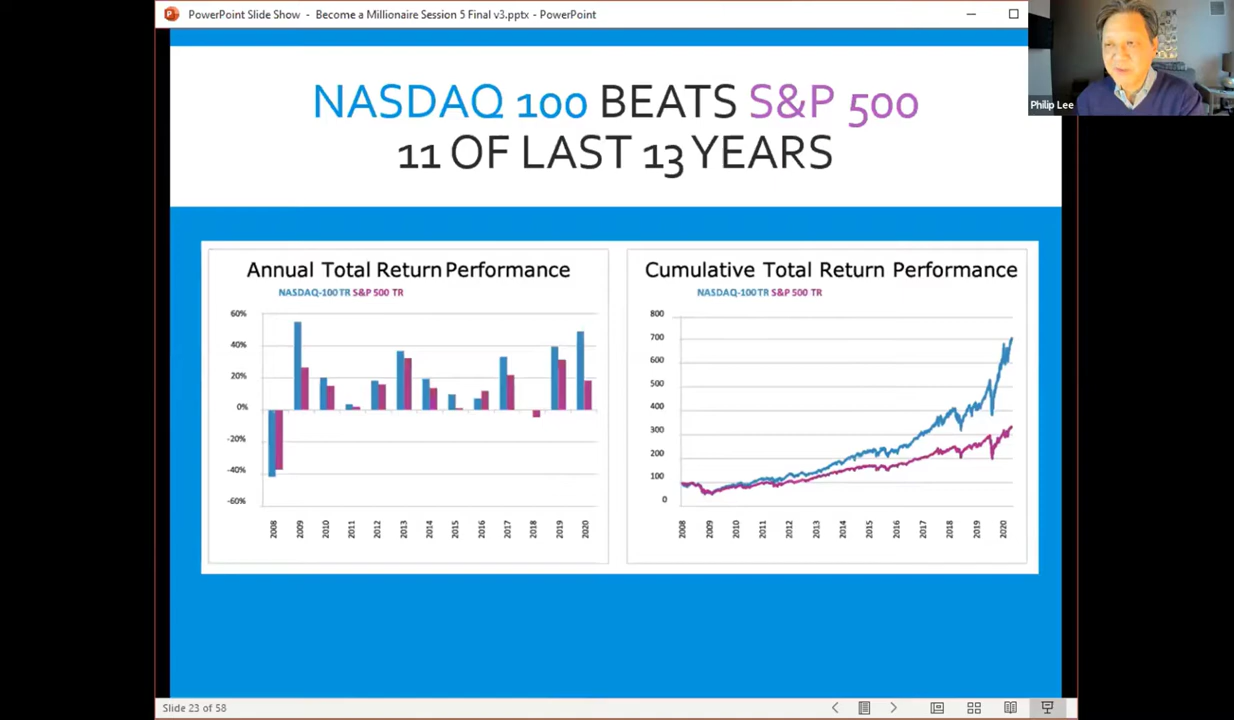 PowerPoint Slide Show - Become a Millionaire Session 5 Final v3.pptx - PowerPoint
Philip Lee
NASDAQ 100 BEATS S&P 500
11 OF LAST 13 YEARS
Annual Total Return Performance
NASDAQ-100 TR S&P 500 TR
60%
40%
20%
0%
-20%
-40%
-60%
2008 2009 2010 2011 2012 2013 2014 2015 2016 2017 2018 2019 2020
Cumulative Total Return Performance
NASDAQ-100 TR S&P 500 TR
800
700
600
500
400
300
200
100
0
2008 2009 2010 2011 2012 2013 2014 2015 2016 2017 2018 2019 2020
Slide 23 of 58